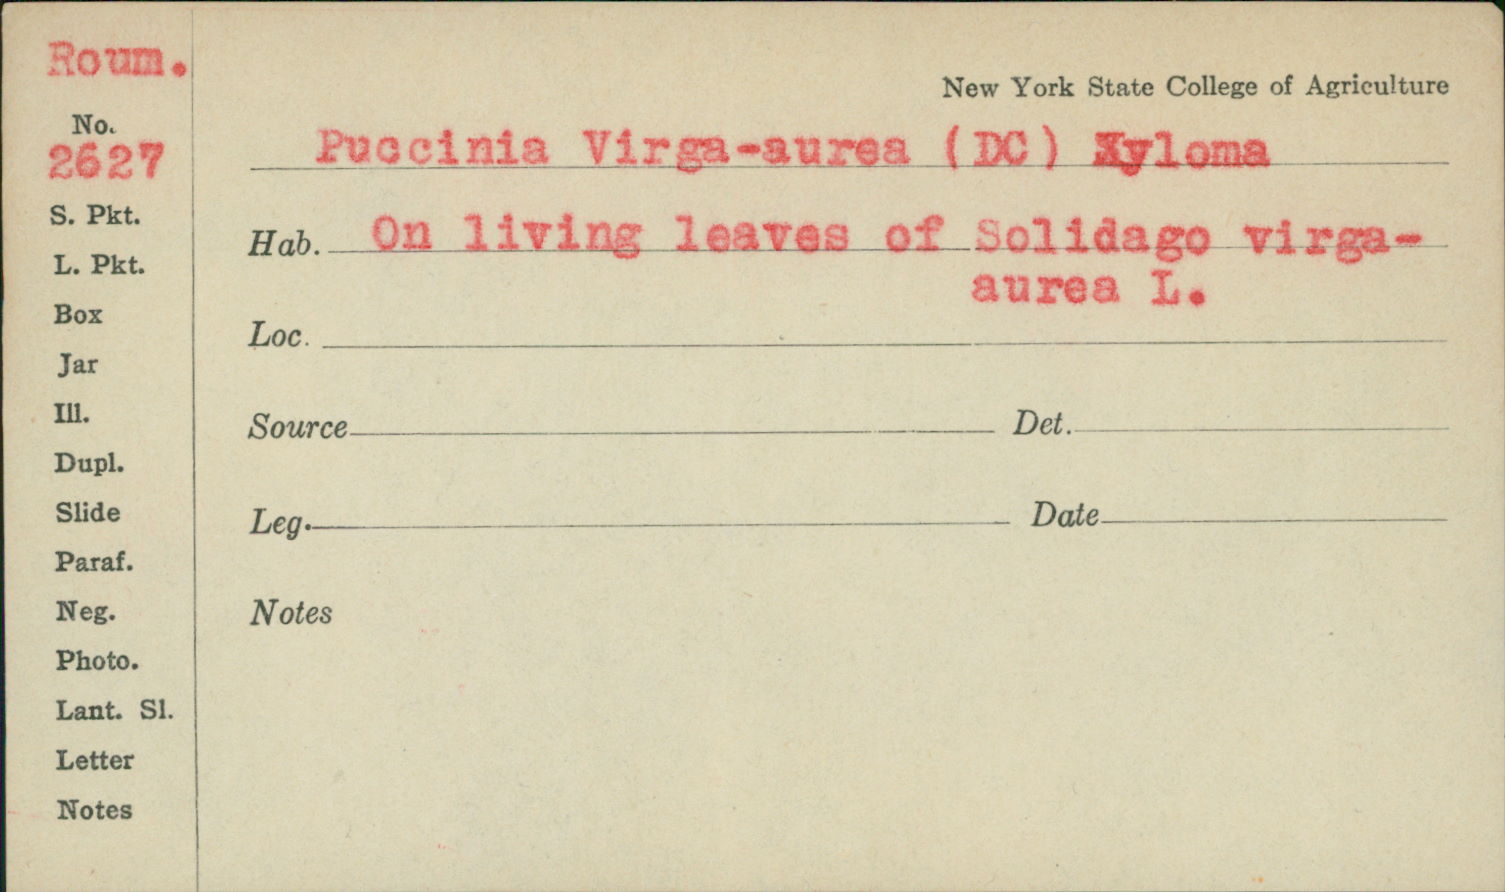 Roum.
New York State College of Agriculture
No.
2627
Puccinia Virga-aurea (DC) Xyloma
S. Pkt.
Hab. On living leaves of Solidago virga-
aurea L.
L. Pkt.
Box
Loc.
Jar
Ill.
Source Det.
Dupl.
Slide
Leg. Date
Paraf.
Neg.
Notes
Photo.
Lant. Sl.
Letter
Notes